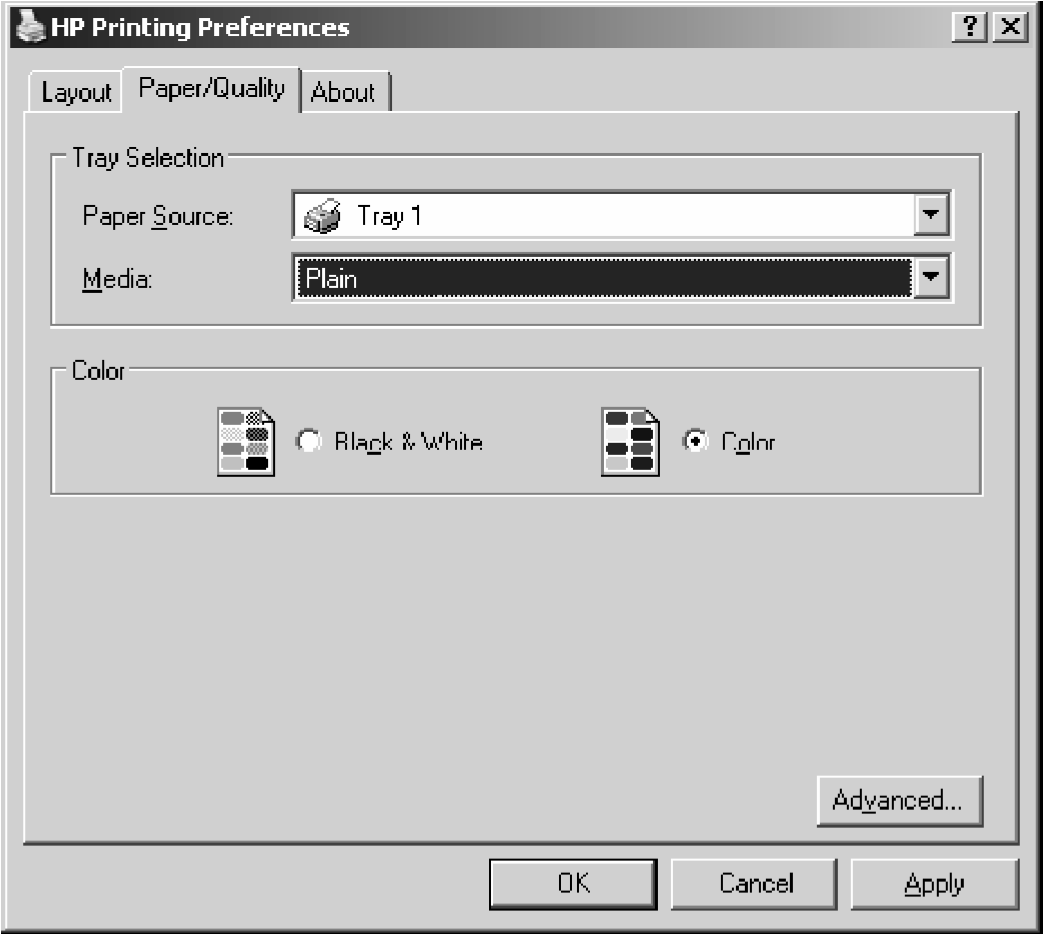 HP Printing Preferences
Layout Paper/Quality About
Tray Selection
Paper Source: Tray 1
Media: Plain
Color
Black & White Color
Advanced...
OK Cancel Apply